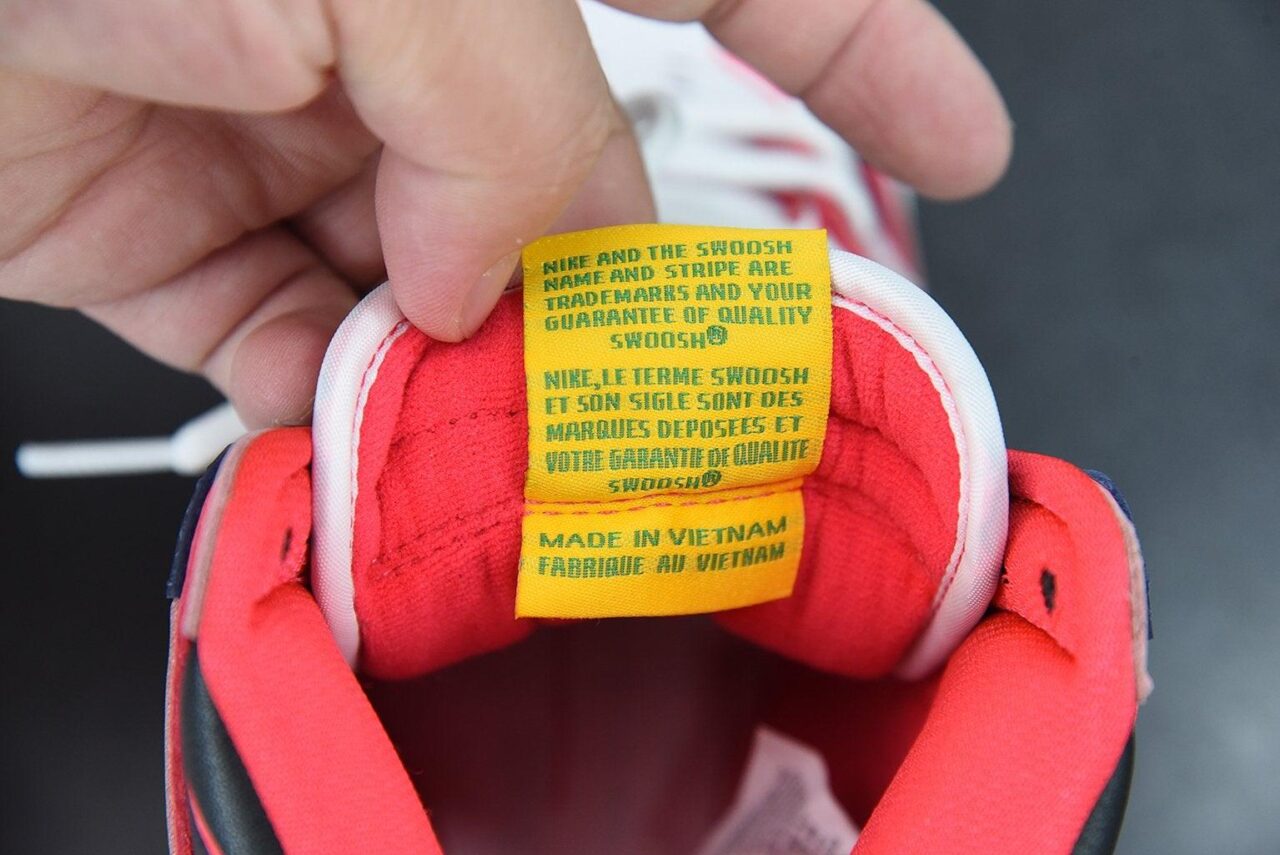 NIKE AND THE SWOOSH
NAME AND STRIPE ARE
TRADEMARKS AND YOUR
GUARANTEE OF QUALITY
SWOOSH®
NIKE,LE TERME SWOOSH
ET SON SIGLE SONT DES
MARQUES DEPOSEES ET
VOTRE GARANTIE DE QUALITE
SWOOSH®
MADE IN VIETNAM
FABRIQUE AU VIETNAM